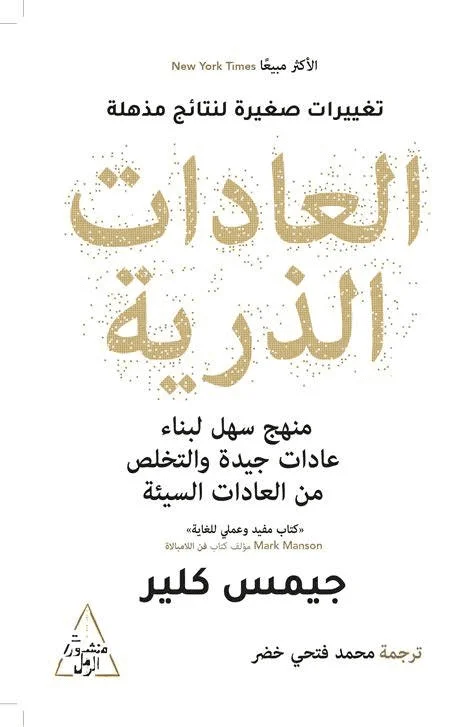 الأكثر مبيعًا New York Times
تغييرات صغيرة لنتائج مذهلة
العادات
الذرية
منهج سهل لبناء
عادات جيدة والتخلص
من العادات السيئة
«كتاب مفيد وعملي للغاية»
Mark Manson مؤلف كتاب فن اللامبالاة
جيمس كلير
ترجمة محمد فتحي خضر
منشورات
الرمل